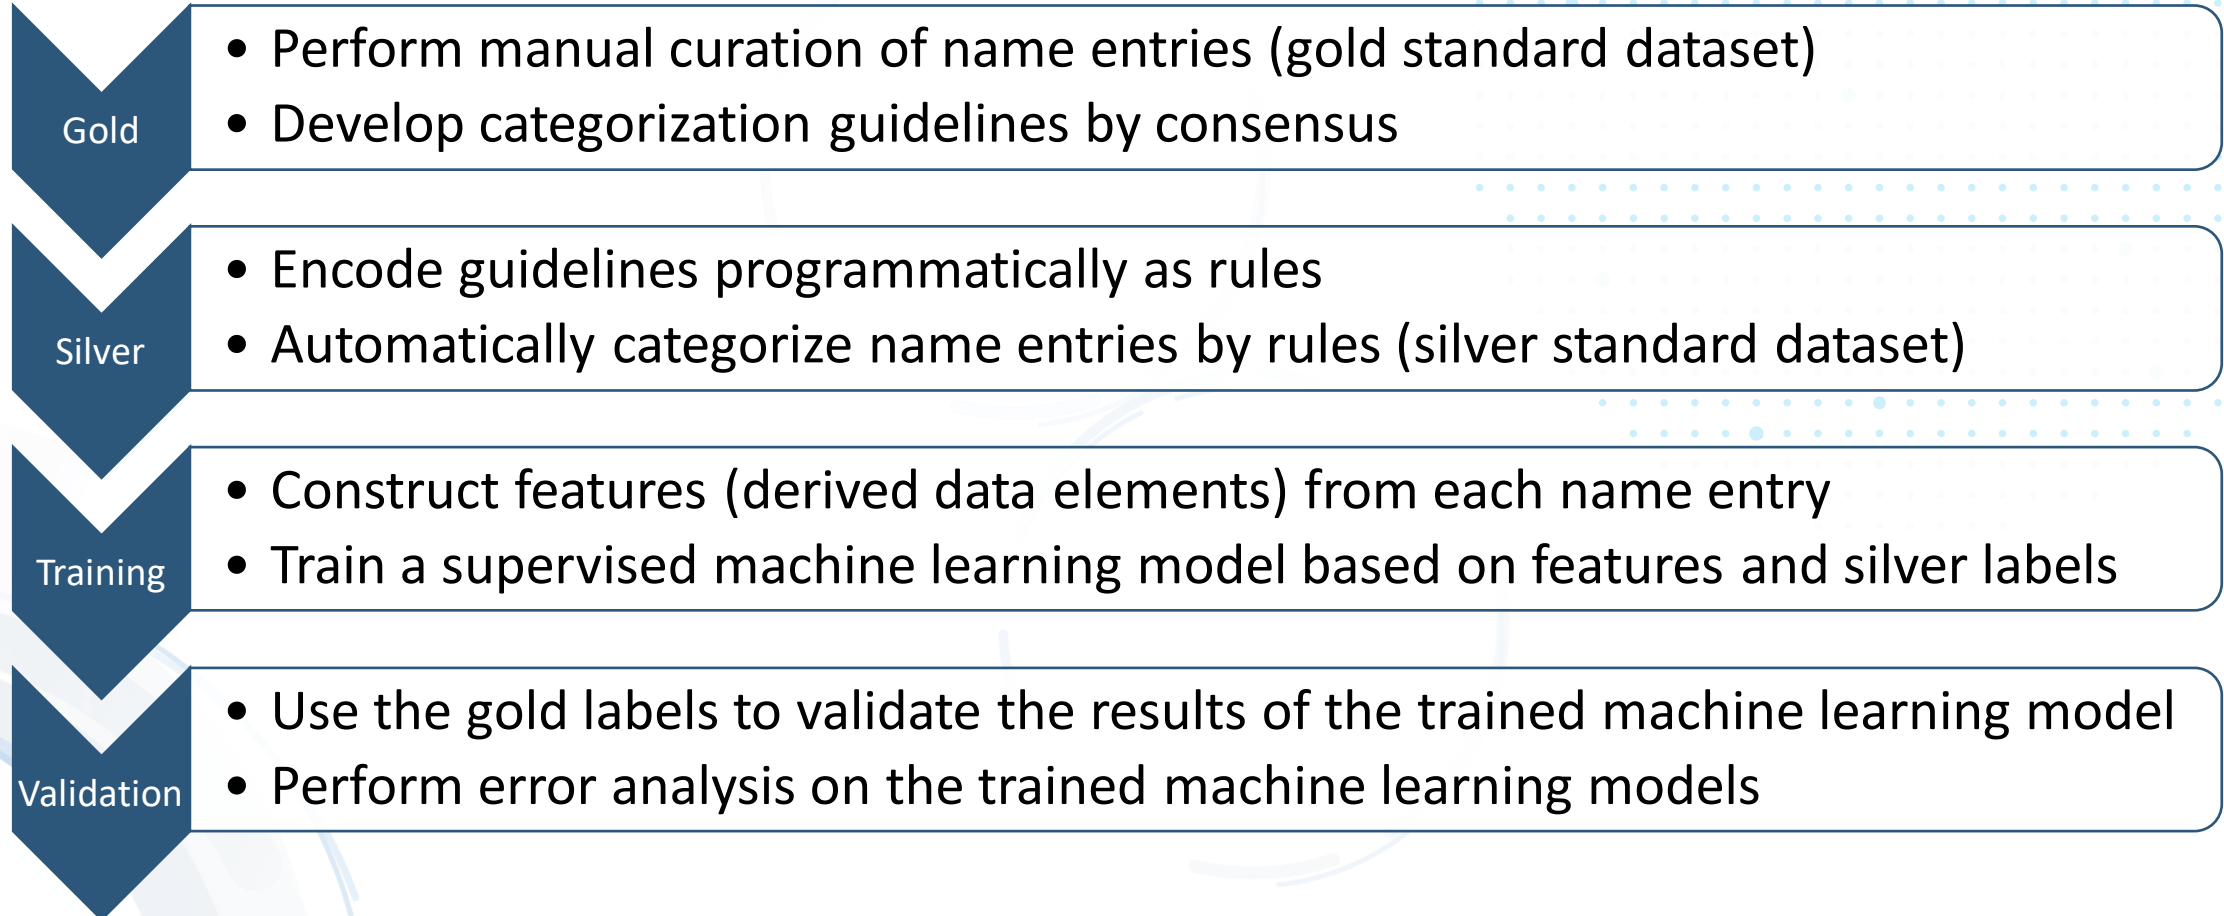 Gold
• Perform manual curation of name entries (gold standard dataset)
• Develop categorization guidelines by consensus
Silver
• Encode guidelines programmatically as rules
• Automatically categorize name entries by rules (silver standard dataset)
Training
• Construct features (derived data elements) from each name entry
• Train a supervised machine learning model based on features and silver labels
Validation
• Use the gold labels to validate the results of the trained machine learning model
• Perform error analysis on the trained machine learning models